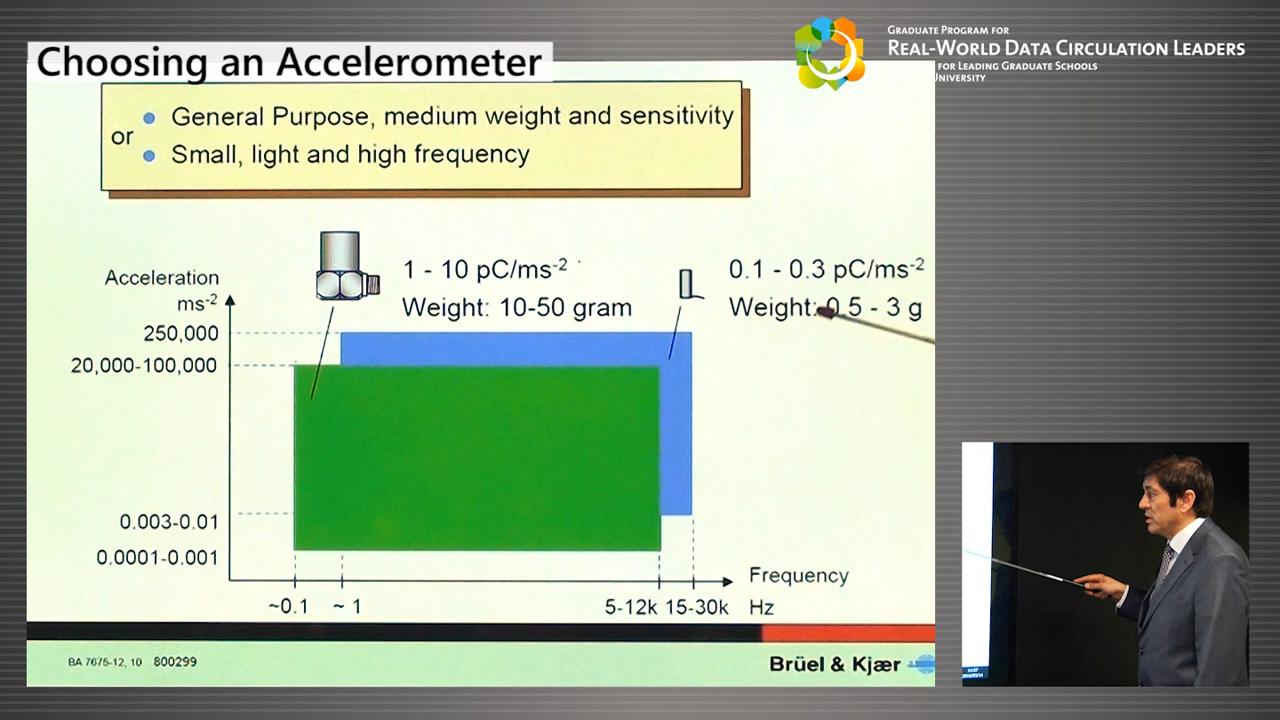 GRADUATE PROGRAM FOR
REAL-WORLD DATA CIRCULATION LEADERS
FOR LEADING GRADUATE SCHOOLS
UNIVERSITY
Choosing an Accelerometer
or
• General Purpose, medium weight and sensitivity
• Small, light and high frequency
1 - 10 pC/ms-2
Weight: 10-50 gram
0.1 - 0.3 pC/ms-2
Weight: 0.5 - 3 g
Acceleration
ms-2
250,000
20,000-100,000
0.003-0.01
0.0001-0.001
Frequency
~0.1 ~ 1 5-12k 15-30k Hz
BA 7675-12, 10 800299
Brüel & Kjær